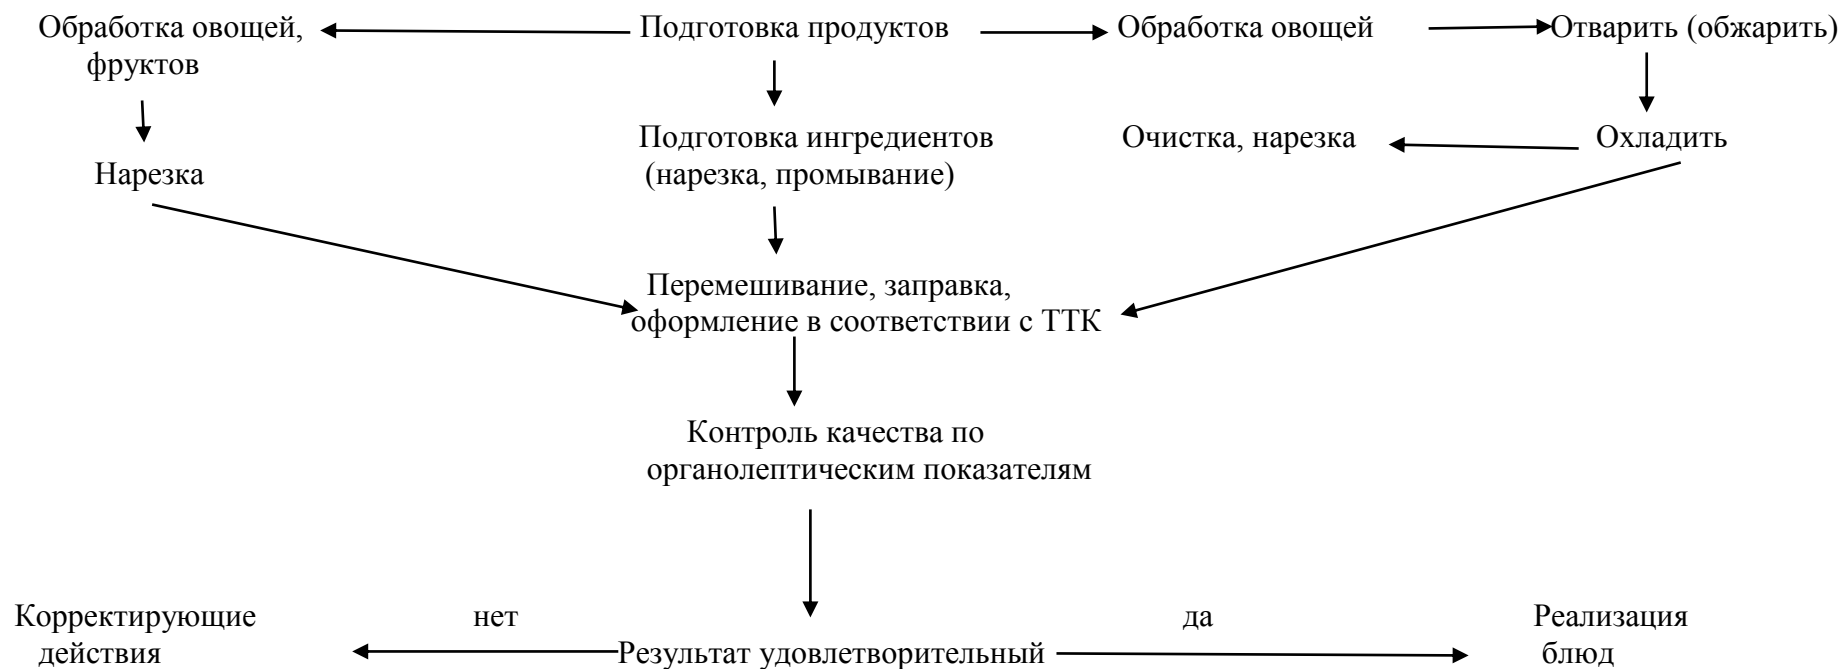 Обработка овощей,
фруктов
Подготовка продуктов
Обработка овощей
Отварить (обжарить)
Нарезка
Подготовка ингредиентов
(нарезка, промывание)
Очистка, нарезка
Охладить
Перемешивание, заправка,
оформление в соответствии с ТТК
Контроль качества по
органолептическим показателям
Корректирующие
действия
нет
Результат удовлетворительный
да
Реализация
блюд